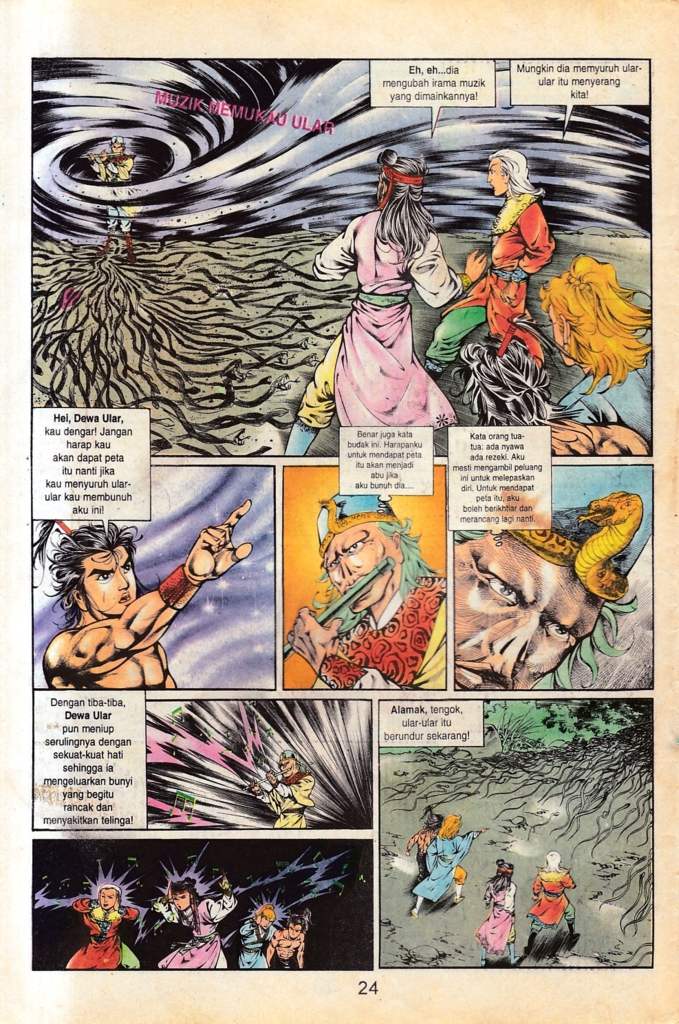 MUZIK MEMUKAU ULAR
Eh, eh...dia
mengubah irama muzik
yang dimainkannya!
Mungkin dia memyuruh ular-
ular itu menyerang
kita!
Hei, Dewa Ular,
kau dengar! Jangan
harap kau
akan dapat peta
itu nanti jika
kau menyuruh ular-
ular kau membunuh
aku ini!
Benar juga kata
budak ini. Harapanku
untuk mendapat peta
itu akan menjadi
abu jika
aku bunuh dia....
Kata orang tua-
tua: ada nyawa
ada rezeki. Aku
mesti mengambil peluang
ini untuk melepaskan
diri. Untuk mendapat
peta itu, aku
boleh berikhtiar dan
merancang lagi nanti.
Dengan tiba-tiba,
Dewa Ular
pun meniup
serulingnya dengan
sekuat-kuat hati
sehingga ia
mengeluarkan bunyi
yang begitu
rancak dan
menyakitkan telinga!
Alamak, tengok,
ular-ular itu
berundur sekarang!
24